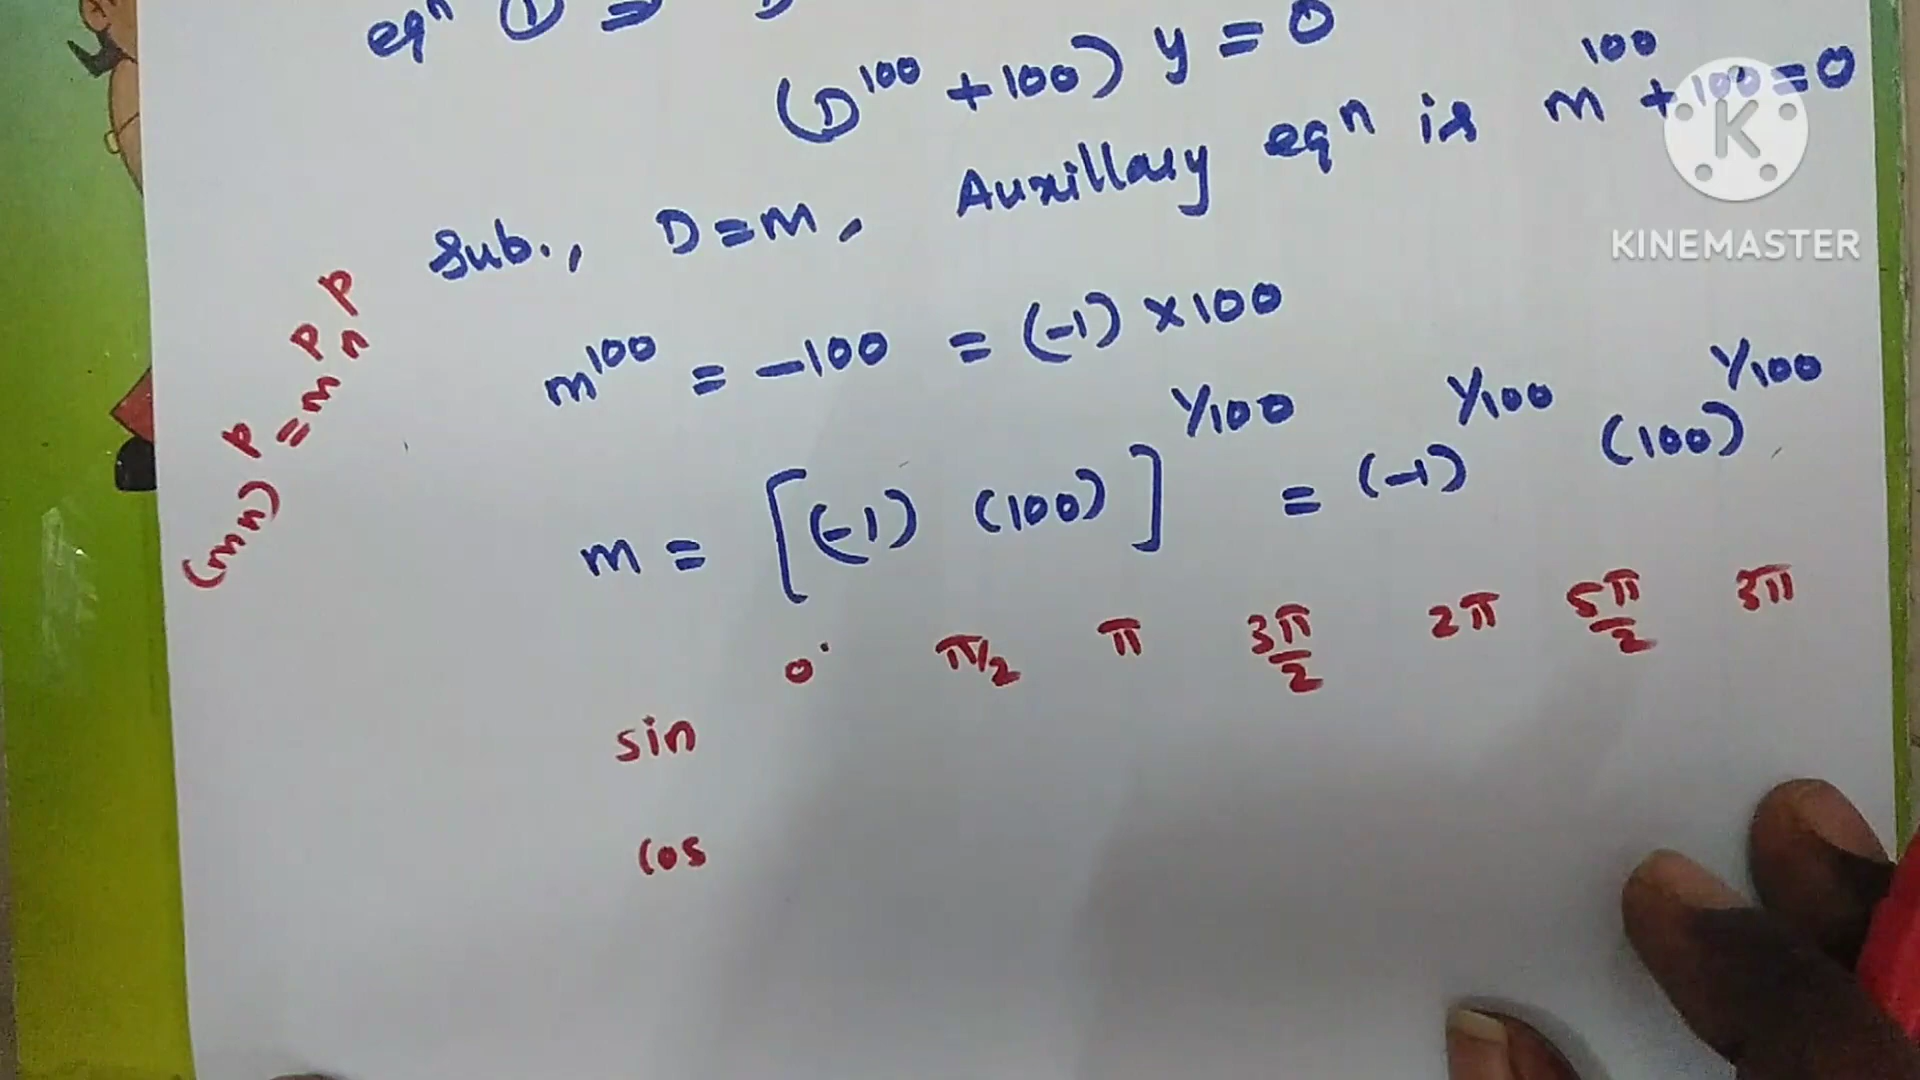 eqⁿ ① ⇒
(D¹⁰⁰ + 100) y = 0
Sub., D = m, Auxillary eqⁿ is m¹⁰⁰ + 100 = 0
m¹⁰⁰ = -100 = (-1) × 100
m = [(-1) (100)]^1/100 = (-1)^1/100 (100)^1/100
(mn)^p = m^p n^p
0° π/2 π 3π/2 2π 5π/2 3π
sin
cos
K
KINEMASTER